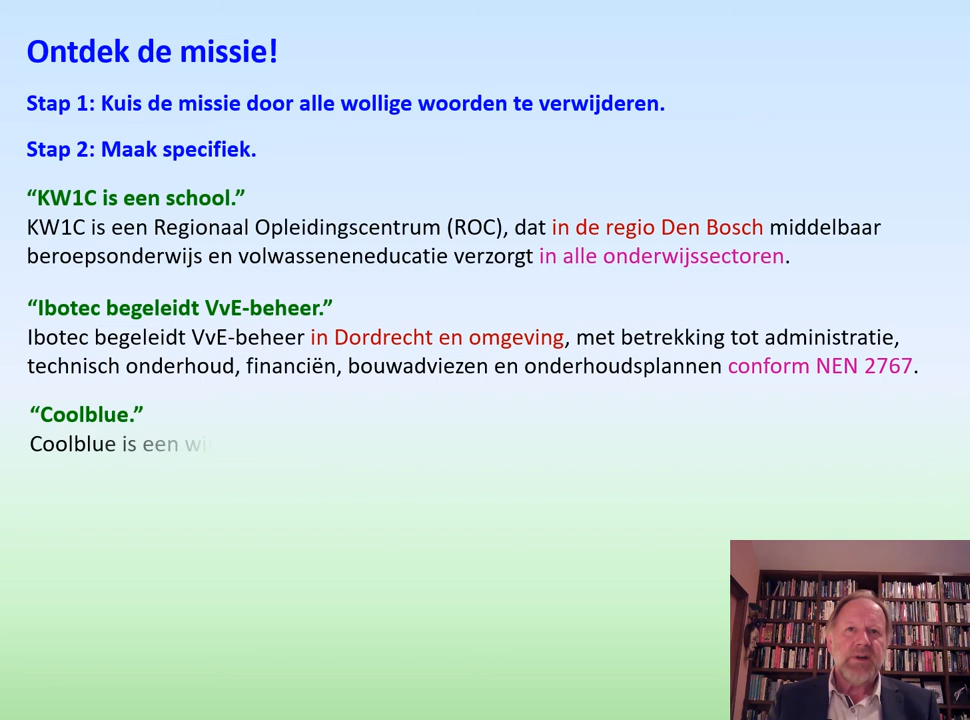 Ontdek de missie!
Stap 1: Kuis de missie door alle wollige woorden te verwijderen.
Stap 2: Maak specifiek.
“KW1C is een school.”
KW1C is een Regionaal Opleidingscentrum (ROC), dat in de regio Den Bosch middelbaar
beroepsonderwijs en volwasseneneducatie verzorgt in alle onderwijssectoren.
“Ibotec begeleidt VvE-beheer.”
Ibotec begeleidt VvE-beheer in Dordrecht en omgeving, met betrekking tot administratie,
technisch onderhoud, financiën, bouwadviezen en onderhoudsplannen conform NEN 2767.
“Coolblue.”
Coolblue is een